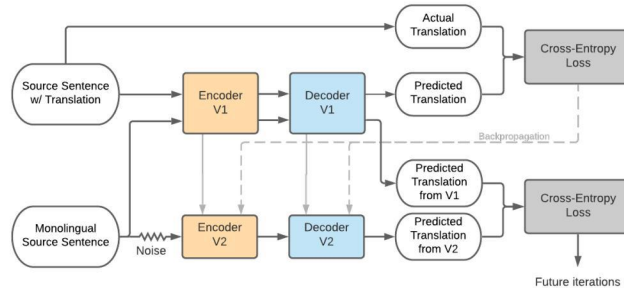 Actual
Translation
Cross-Entropy
Loss
Source Sentence
w/ Translation
Encoder
V1
Decoder
V1
Predicted
Translation
Backpropagation
Predicted
Translation
from V1
Monolingual
Source Sentence
Noise
Encoder
V2
Decoder
V2
Predicted
Translation
from V2
Cross-Entropy
Loss
Future iterations